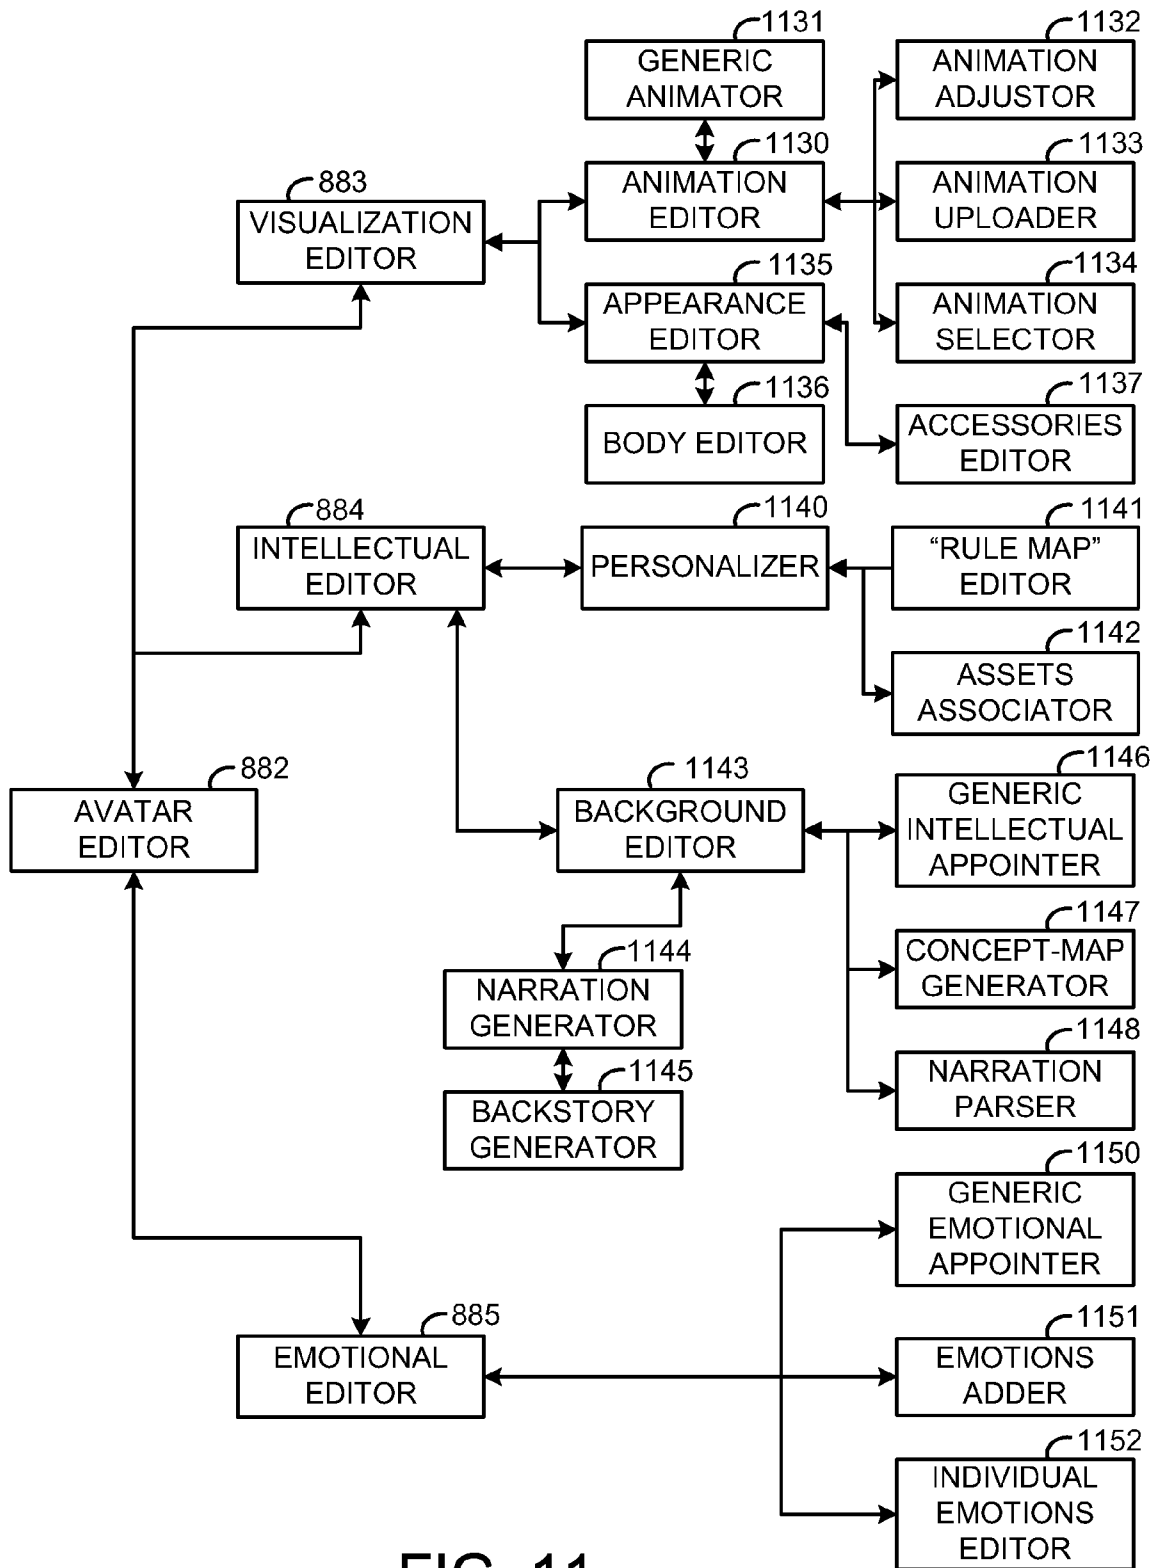 1131
GENERIC
ANIMATOR
1132
ANIMATION
ADJUSTOR
1130
ANIMATION
EDITOR
1133
ANIMATION
UPLOADER
883
VISUALIZATION
EDITOR
1135
APPEARANCE
EDITOR
1134
ANIMATION
SELECTOR
1136
BODY EDITOR
1137
ACCESSORIES
EDITOR
884
INTELLECTUAL
EDITOR
1140
PERSONALIZER
1141
“RULE MAP”
EDITOR
1142
ASSETS
ASSOCIATOR
882
AVATAR
EDITOR
1143
BACKGROUND
EDITOR
1146
GENERIC
INTELLECTUAL
APPOINTER
1144
NARRATION
GENERATOR
1147
CONCEPT-MAP
GENERATOR
1145
BACKSTORY
GENERATOR
1148
NARRATION
PARSER
1150
GENERIC
EMOTIONAL
APPOINTER
885
EMOTIONAL
EDITOR
1151
EMOTIONS
ADDER
1152
INDIVIDUAL
EMOTIONS
EDITOR
FIG. 11